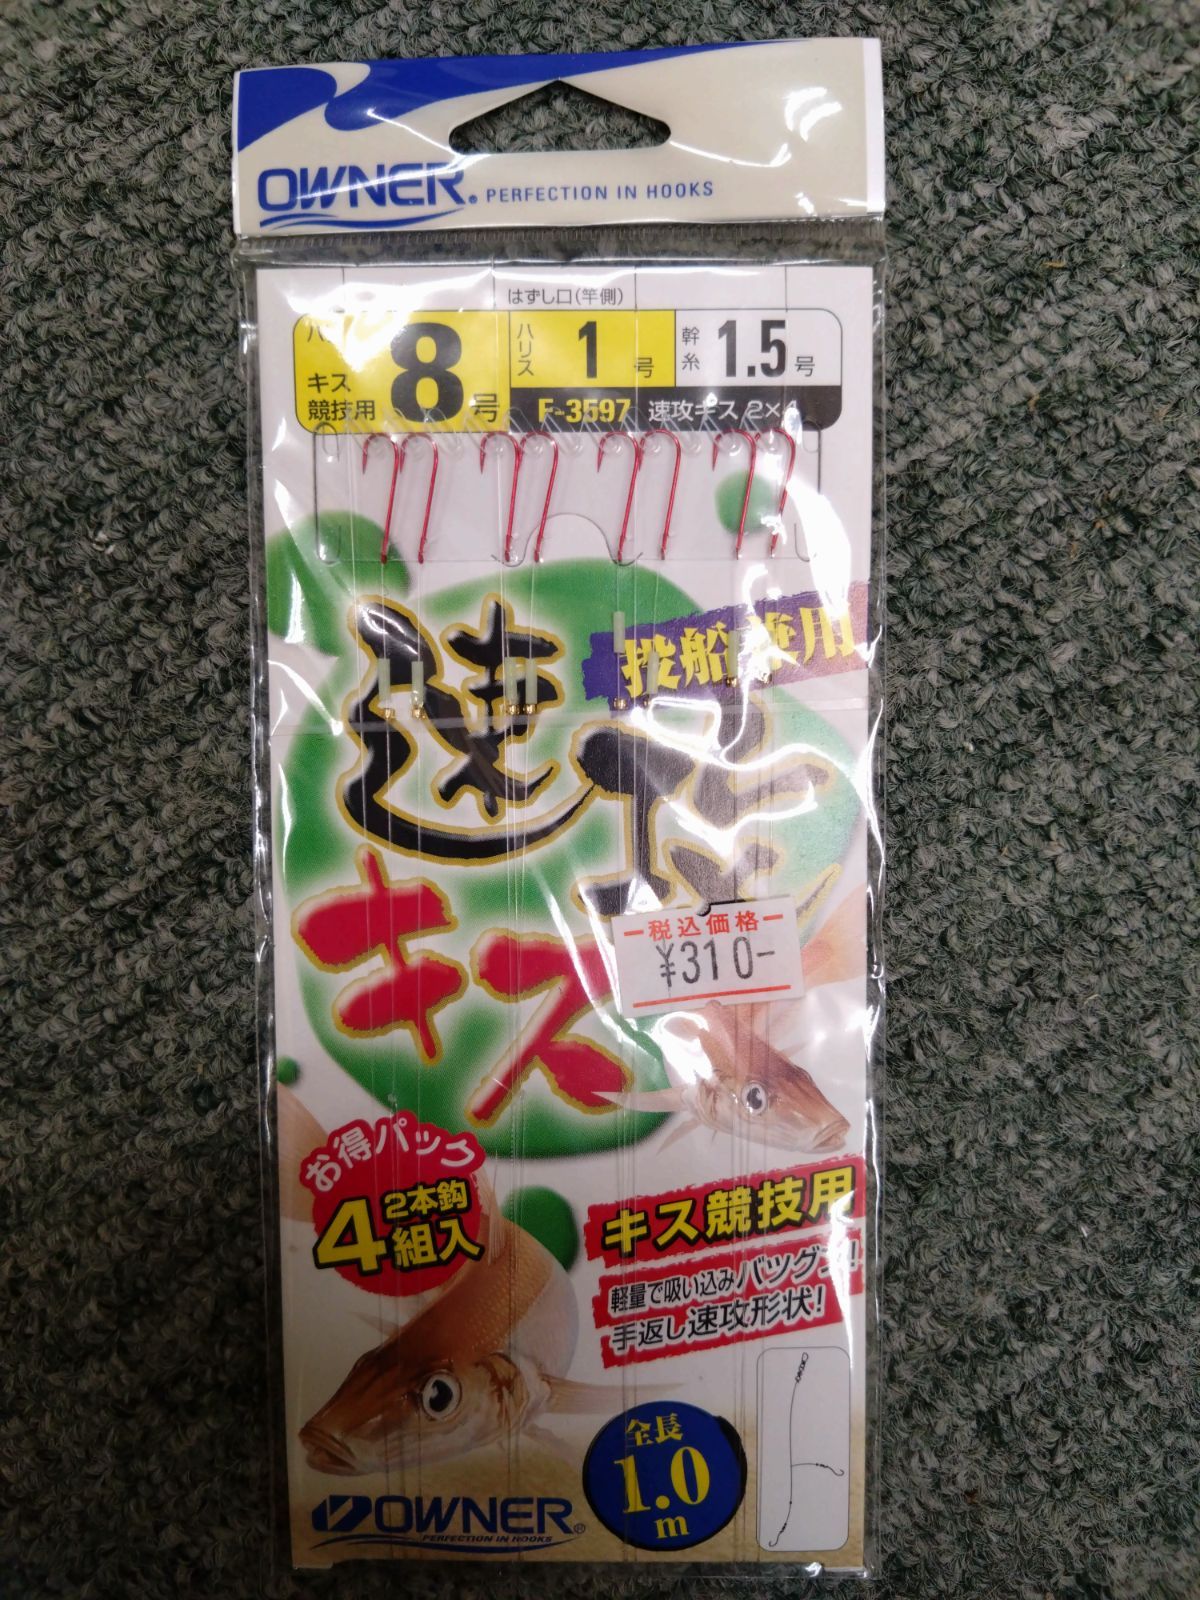 OWNER® PERFECTION IN HOOKS
はずし口(竿側)
キス
競技用
8号
ハリス
1号
幹糸
1.5号
F-3597 速攻キス 2×4
投船兼用
速攻
キス
税込価格
¥310-
お得パック
2本鈎
4組入
キス競技用
軽量で吸い込みバツグン!
手返し速攻形状!
全長
1.0
m
OWNER®
PERFECTION IN HOOKS